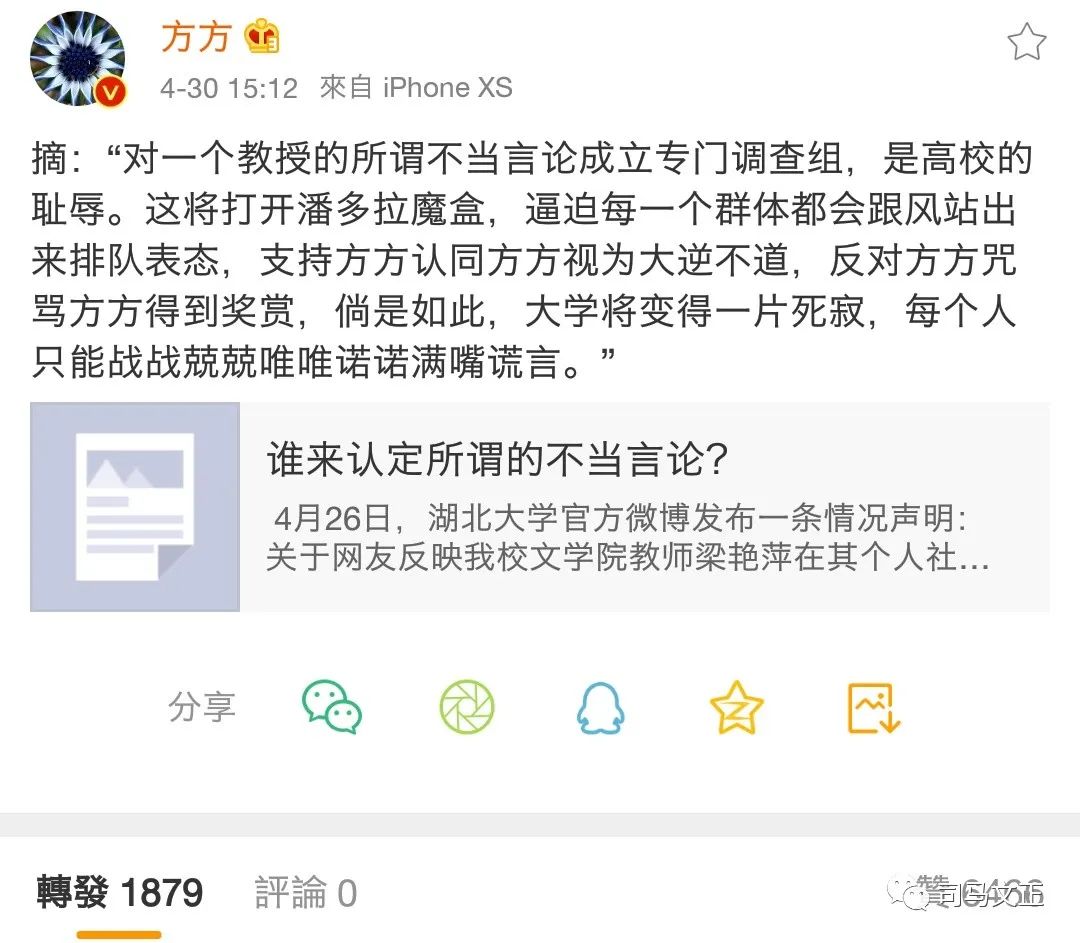 方方
4-30 15:12 來自 iPhone XS
摘：“对一个教授的所谓不当言论成立专门调查组，是高校的
耻辱。这将打开潘多拉魔盒，逼迫每一个群体都会跟风站出
来排队表态，支持方方认同方方视为大逆不道，反对方方咒
骂方方得到奖赏，倘是如此，大学将变得一片死寂，每个人
只能战战兢兢唯唯诺诺满嘴谎言。”
谁来认定所谓的不当言论?
4月26日，湖北大学官方微博发布一条情况声明:
关于网友反映我校文学院教师梁艳萍在其个人社...
分享
轉發 1879 評論 0 贊
司马文正